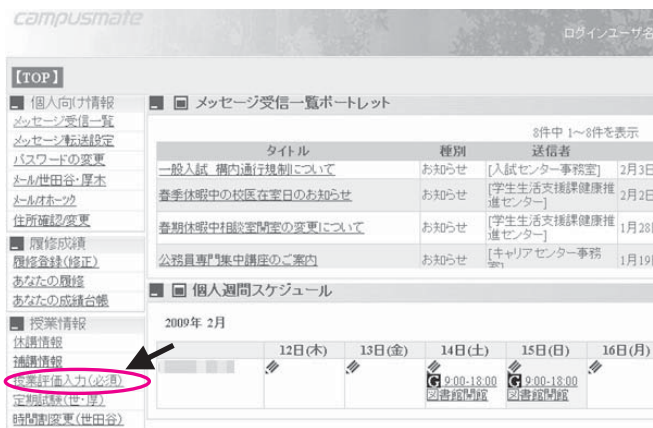 campusmate
ログインユーザ名
【TOP】
個人向け情報
メッセージ受信一覧
メッセージ転送設定
パスワードの変更
メール/世田谷・厚木
メール/オホーツク
住所確認/変更
履修成績
履修登録(修正)
あなたの履修
あなたの成績台帳
授業情報
休講情報
補講情報
授業評価入力(必須)
定期試験(世・厚)
時間割変更(世田谷)
メッセージ受信一覧ポートレット
8件中 1～8件を表示
タイトル 種別 送信者
一般入試 構内通行規制について お知らせ [入試センター事務室] 2月3日
春季休暇中の校医在室日のお知らせ お知らせ [学生生活支援課健康推進センター] 2月2日
春期休暇中相談室開室の変更について お知らせ [学生生活支援課健康推進センター] 1月28日
公務員専門集中講座のご案内 お知らせ [キャリアセンター事務室] 1月19日
個人週間スケジュール
2009年 2月
12日(木) 13日(金) 14日(土) 15日(日) 16日(月)
G 9:00-18:00 G 9:00-18:00
図書館開館 図書館開館